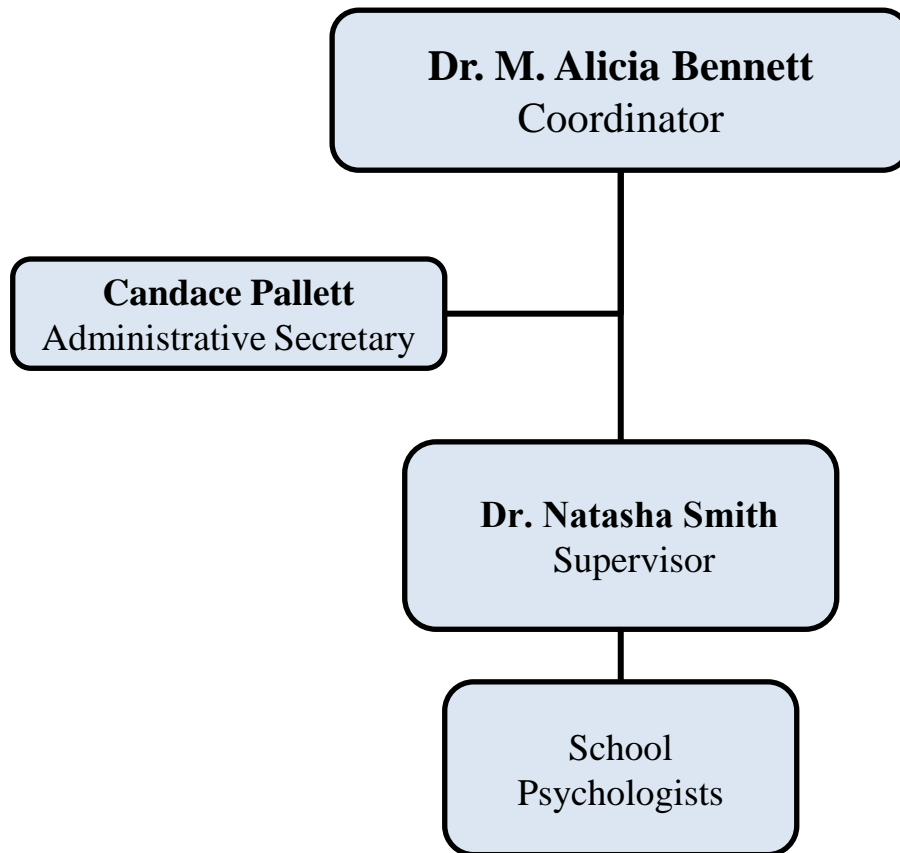 Dr. M. Alicia Bennett
Coordinator
Candace Pallett
Administrative Secretary
Dr. Natasha Smith
Supervisor
School
Psychologists